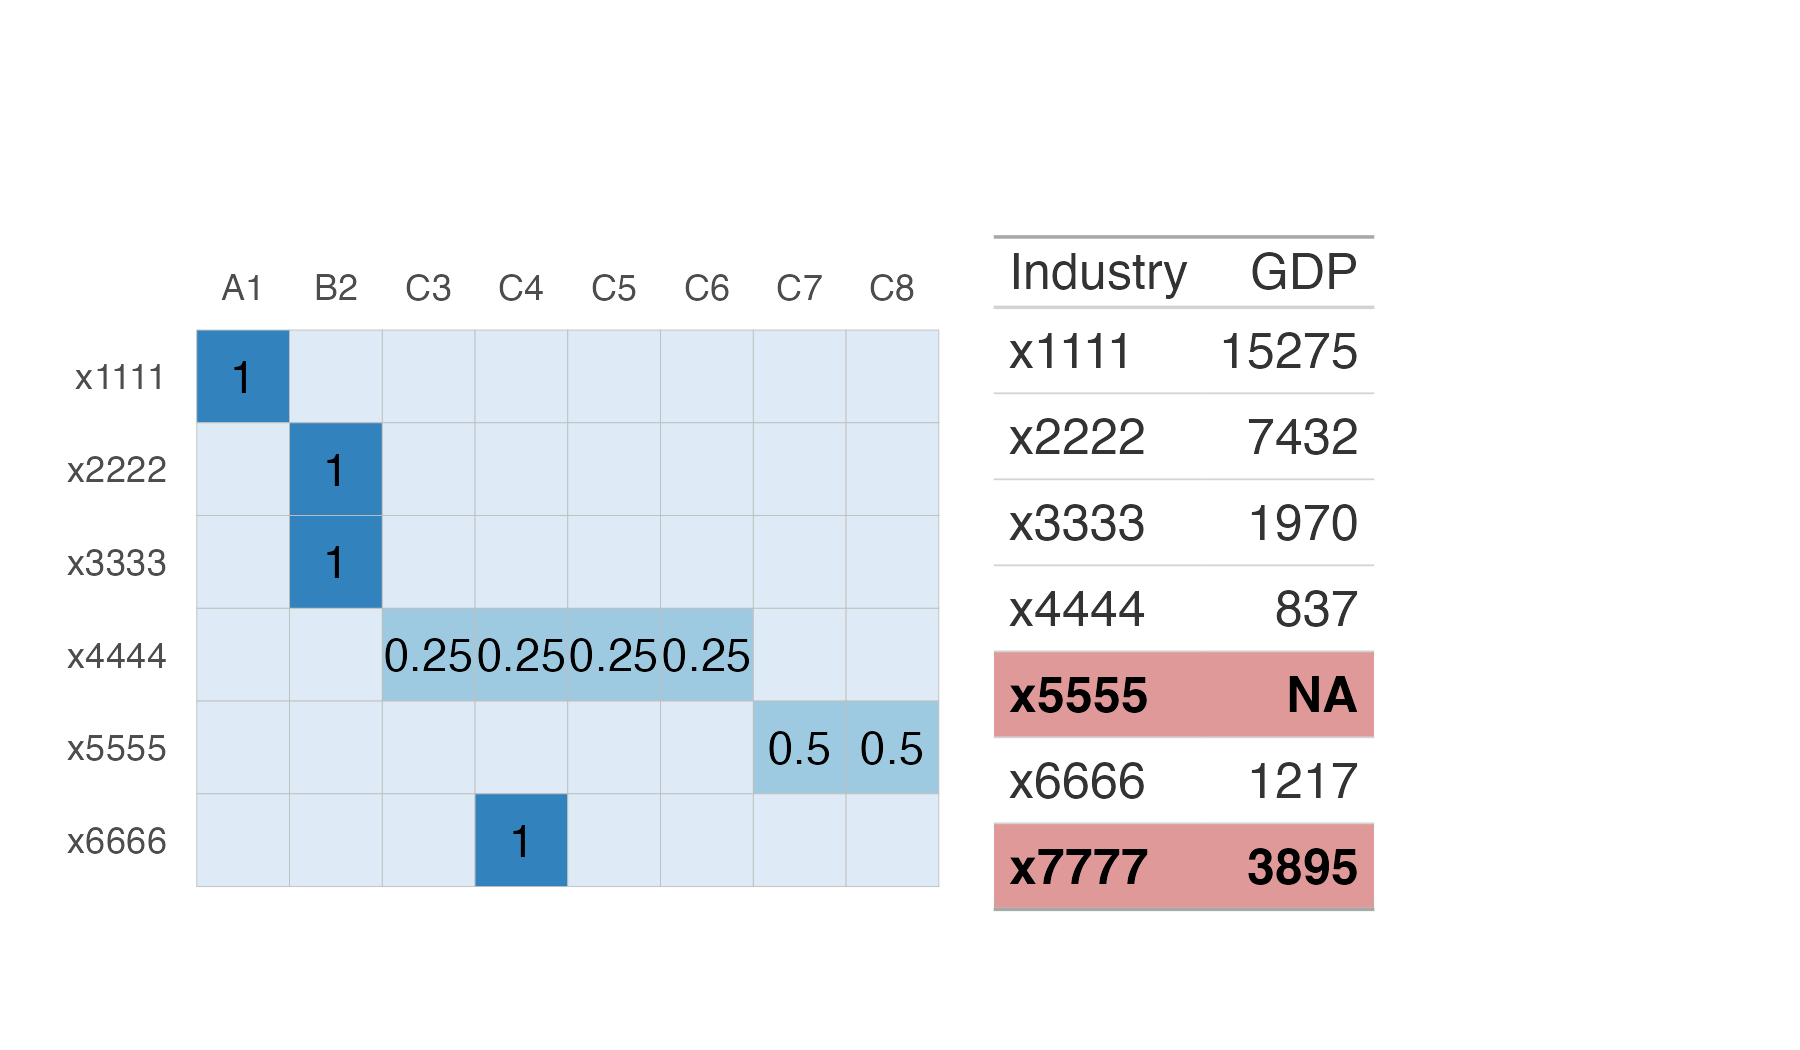 A1 B2 C3 C4 C5 C6 C7 C8
x1111 1
x2222 1
x3333 1
x4444 0.25 0.25 0.25 0.25
x5555 0.5 0.5
x6666 1
Industry GDP
x1111 15275
x2222 7432
x3333 1970
x4444 837
x5555 NA
x6666 1217
x7777 3895